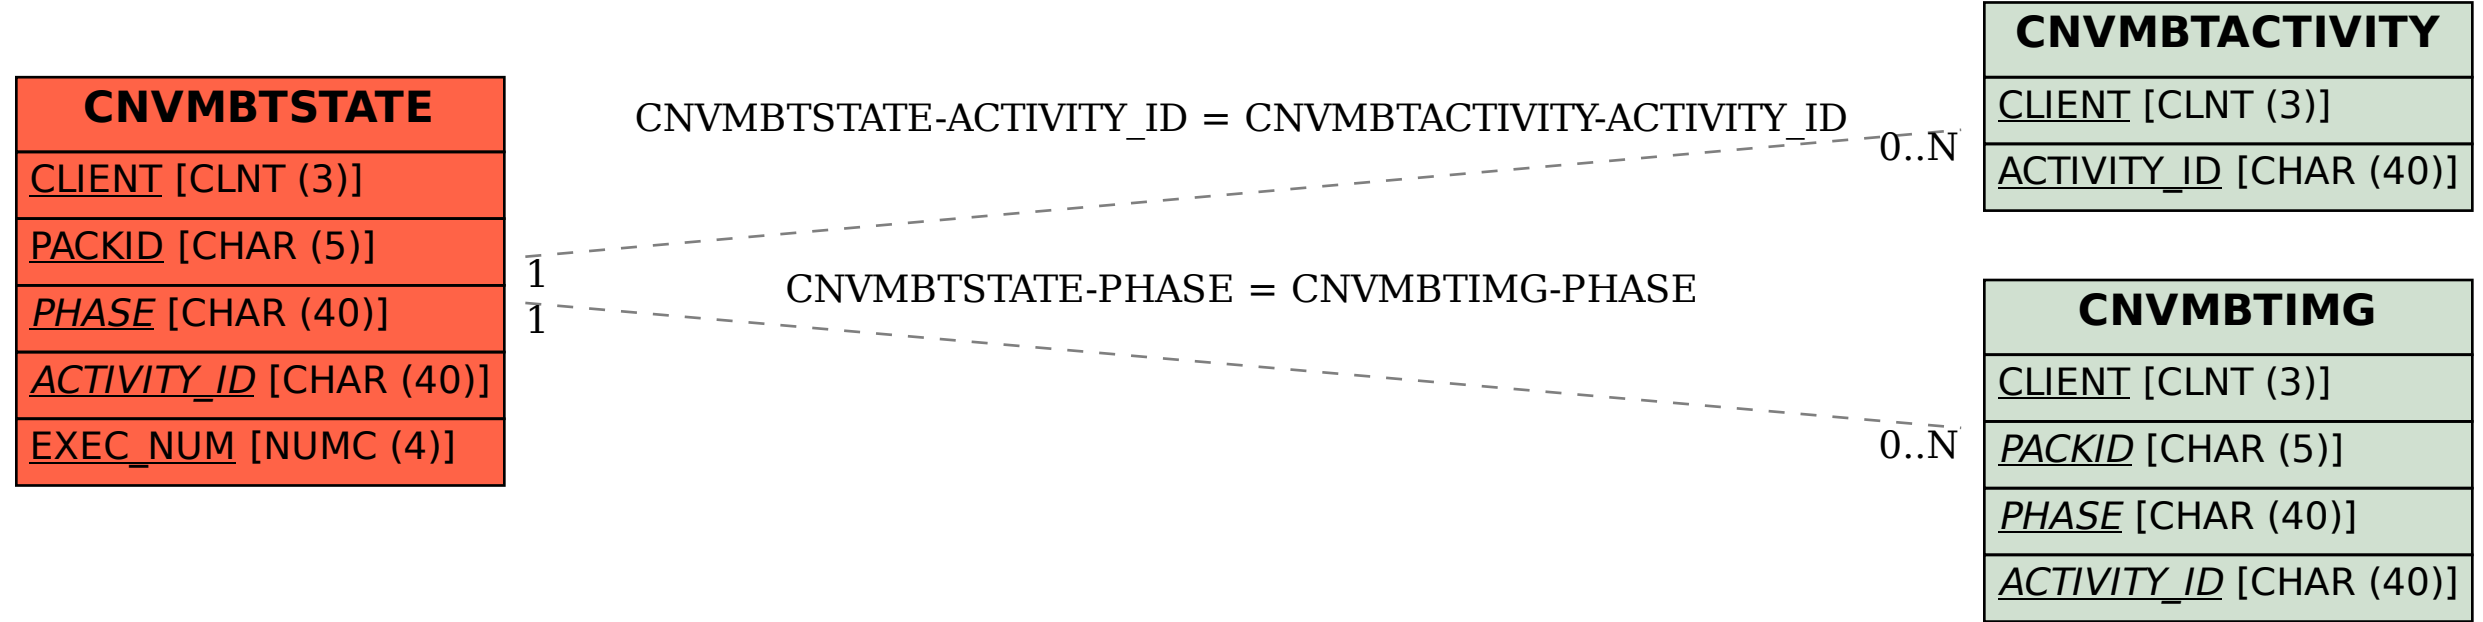 CNVMBTSTATE
CLIENT [CLNT (3)]
PACKID [CHAR (5)]
PHASE [CHAR (40)]
ACTIVITY_ID [CHAR (40)]
EXEC_NUM [NUMC (4)]
CNVMBTSTATE-ACTIVITY_ID = CNVMBTACTIVITY-ACTIVITY_ID
0..N
1
CNVMBTSTATE-PHASE = CNVMBTIMG-PHASE
1
0..N
CNVMBTACTIVITY
CLIENT [CLNT (3)]
ACTIVITY_ID [CHAR (40)]
CNVMBTIMG
CLIENT [CLNT (3)]
PACKID [CHAR (5)]
PHASE [CHAR (40)]
ACTIVITY_ID [CHAR (40)]